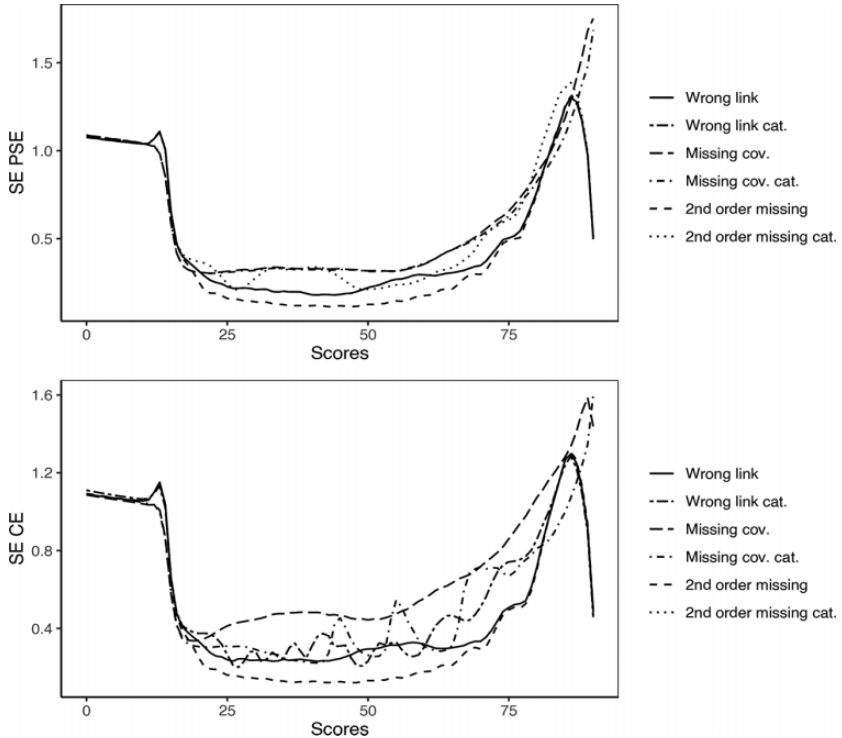 SE PSE
1.5
1.0
0.5
0
25
50
75
Scores
Wrong link
Wrong link cat.
Missing cov.
Missing cov. cat.
2nd order missing
2nd order missing cat.
SE CE
1.6
1.2
0.8
0.4
0
25
50
75
Scores
Wrong link
Wrong link cat.
Missing cov.
Missing cov. cat.
2nd order missing
2nd order missing cat.